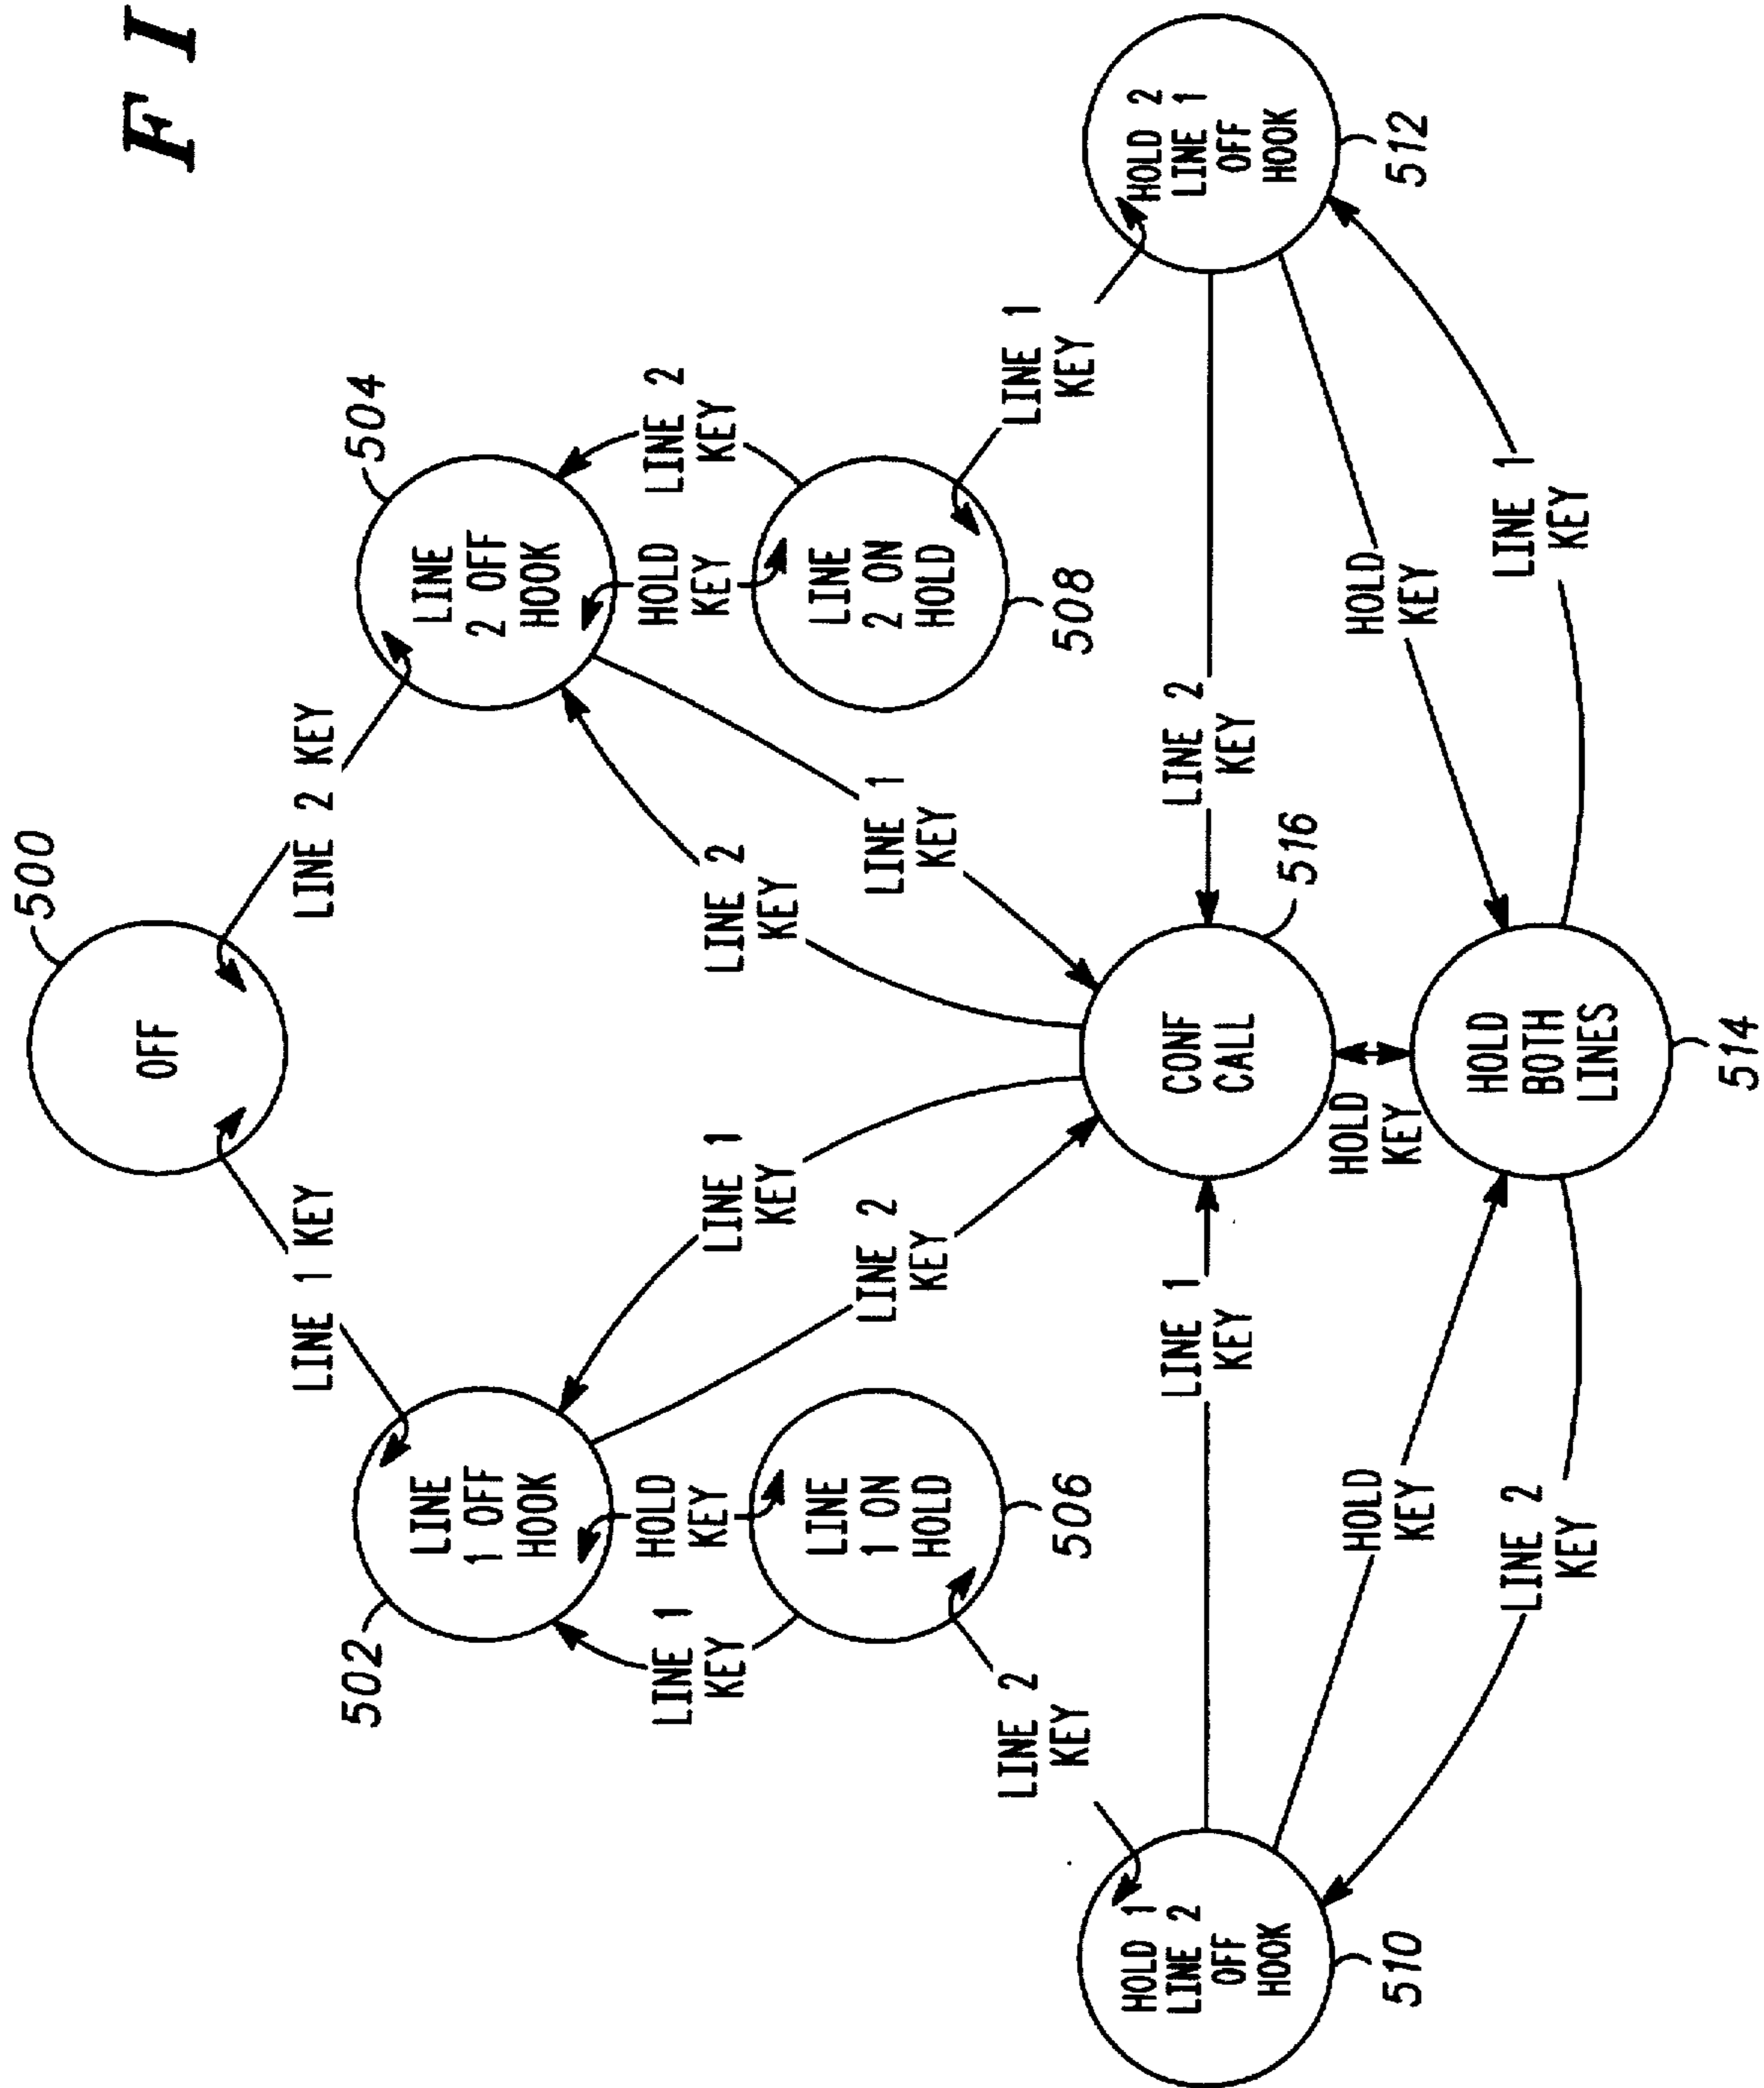 F I
500
OFF
LINE 1 KEY
LINE 2 KEY
502
LINE
1 OFF
HOOK
504
LINE
2 OFF
HOOK
LINE 1
KEY
HOLD
KEY
LINE 1
KEY
LINE 2
KEY
HOLD
KEY
LINE 2
KEY
LINE
1 ON
HOLD
506
LINE 2
KEY
LINE 1
KEY
LINE
2 ON
HOLD
508
LINE 2
KEY
LINE 1
KEY
HOLD 1
LINE 2
OFF
HOOK
510
LINE 1
KEY
CONF
CALL
516
LINE 2
KEY
HOLD 2
LINE 1
OFF
HOOK
512
HOLD
KEY
HOLD
KEY
HOLD
KEY
LINE 2
KEY
HOLD
BOTH
LINES
514
LINE 1
KEY